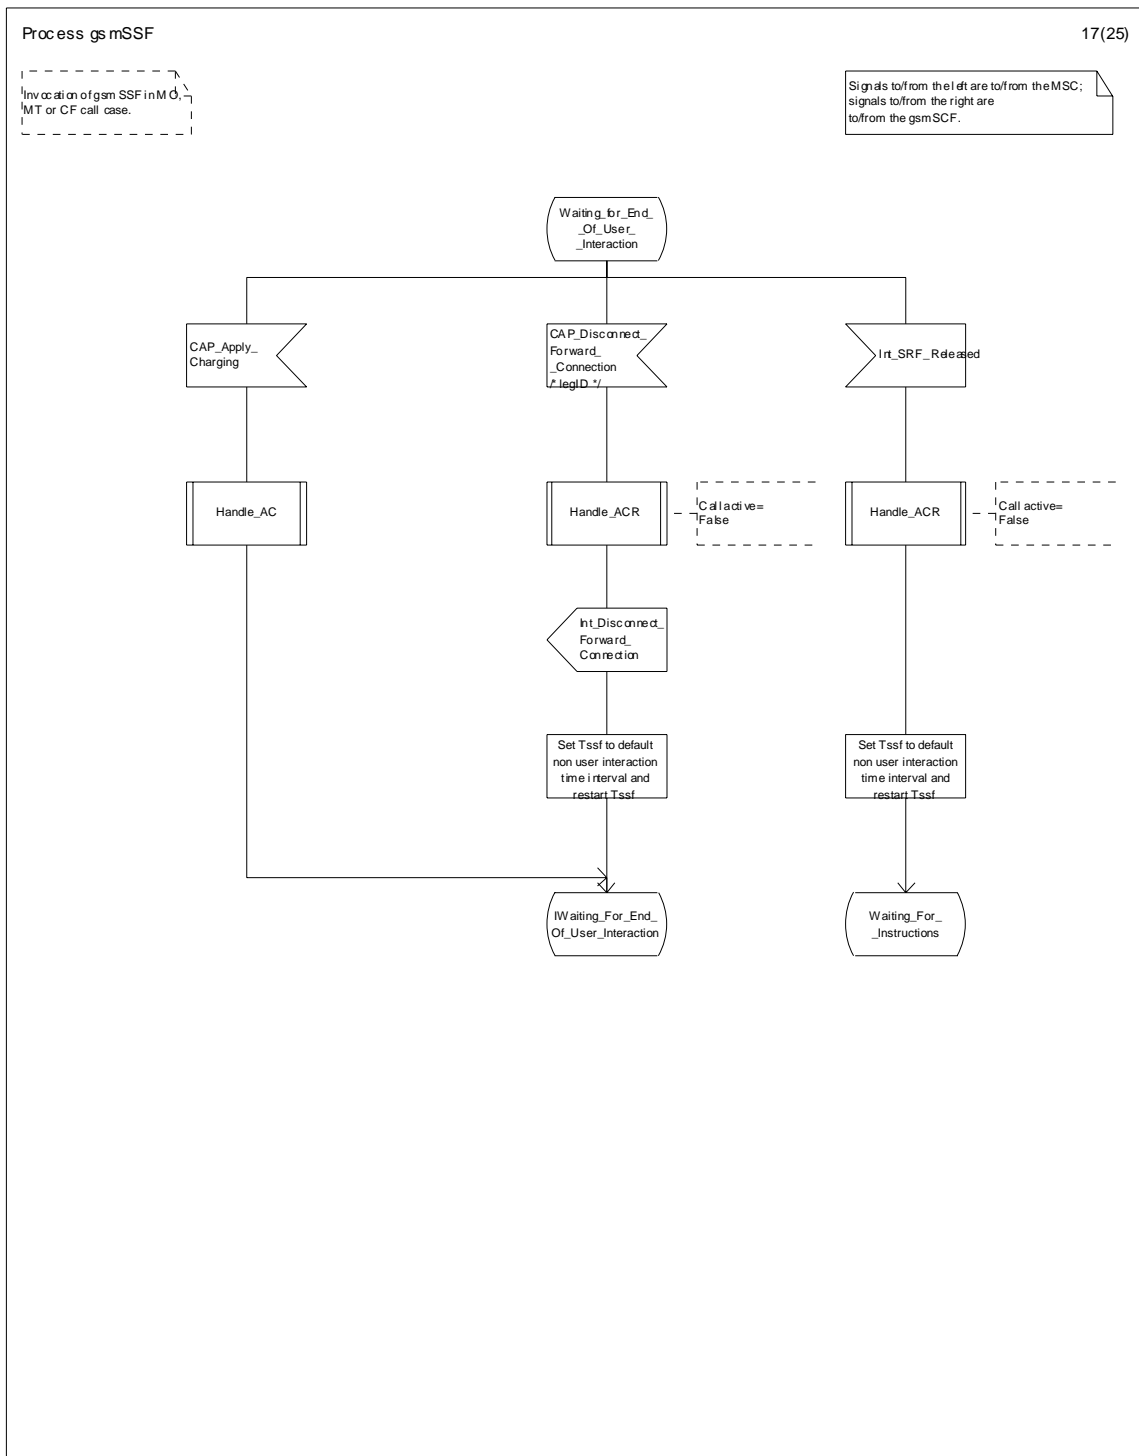 Process gsmSSF
17(25)
Invocation of gsmSSF in MO,
MT or CF call case.
Signals to/from the left are to/from the MSC;
signals to/from the right are
to/from the gsmSCF.
Waiting_for_End_
_Of_User_
_Interaction
CAP_Apply_
Charging
CAP_Disconnect_
Forward_
_Connection
/* legID */
Int_SRF_Released
Handle_AC
Handle_ACR
Call active=
False
Handle_ACR
Call active=
False
Int_Disconnect_
Forward_
Connection
Set Tssf to default
non user interaction
time interval and
restart Tssf
Set Tssf to default
non user interaction
time interval and
restart Tssf
IWaiting_For_End_
Of_User_Interaction
Waiting_For_
_Instructions